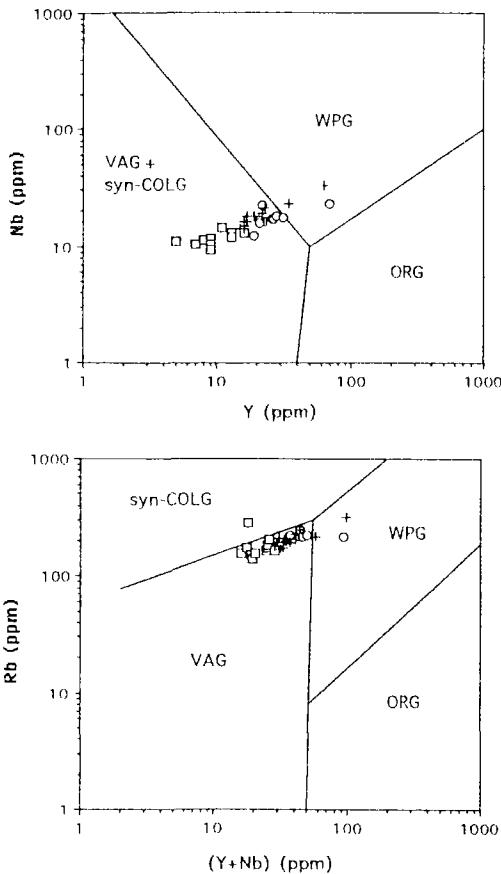 1000
WPG
100
VAG +
syn-COLG
Nb (ppm)
10
ORG
1
1 10 100 1000
Y (ppm)
1000
syn-COLG
WPG
100
VAG
Rb (ppm)
10
ORG
1
1 10 100 1000
(Y+Nb) (ppm)